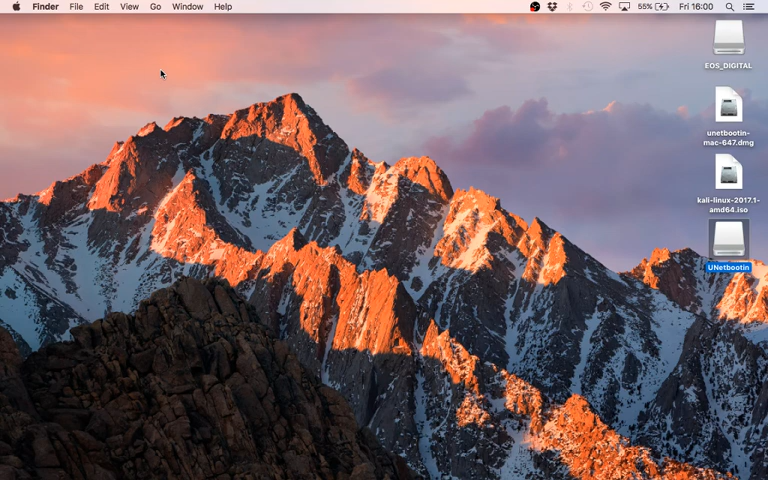 Finder File Edit View Go Window Help 55% Fri 16:00
EOS_DIGITAL
unetbootin-
mac-647.dmg
kali-linux-2017.1-
amd64.iso
UNetbootin